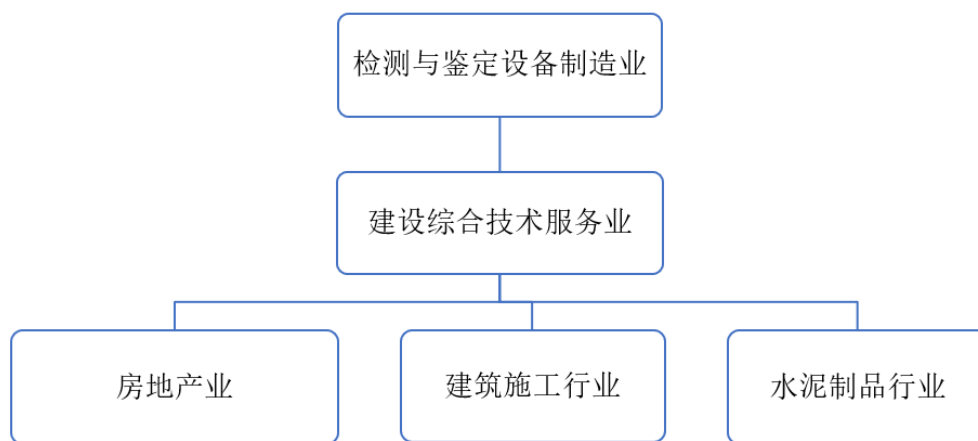 检测与鉴定设备制造业
建设综合技术服务业
房地产业
建筑施工行业
水泥制品行业